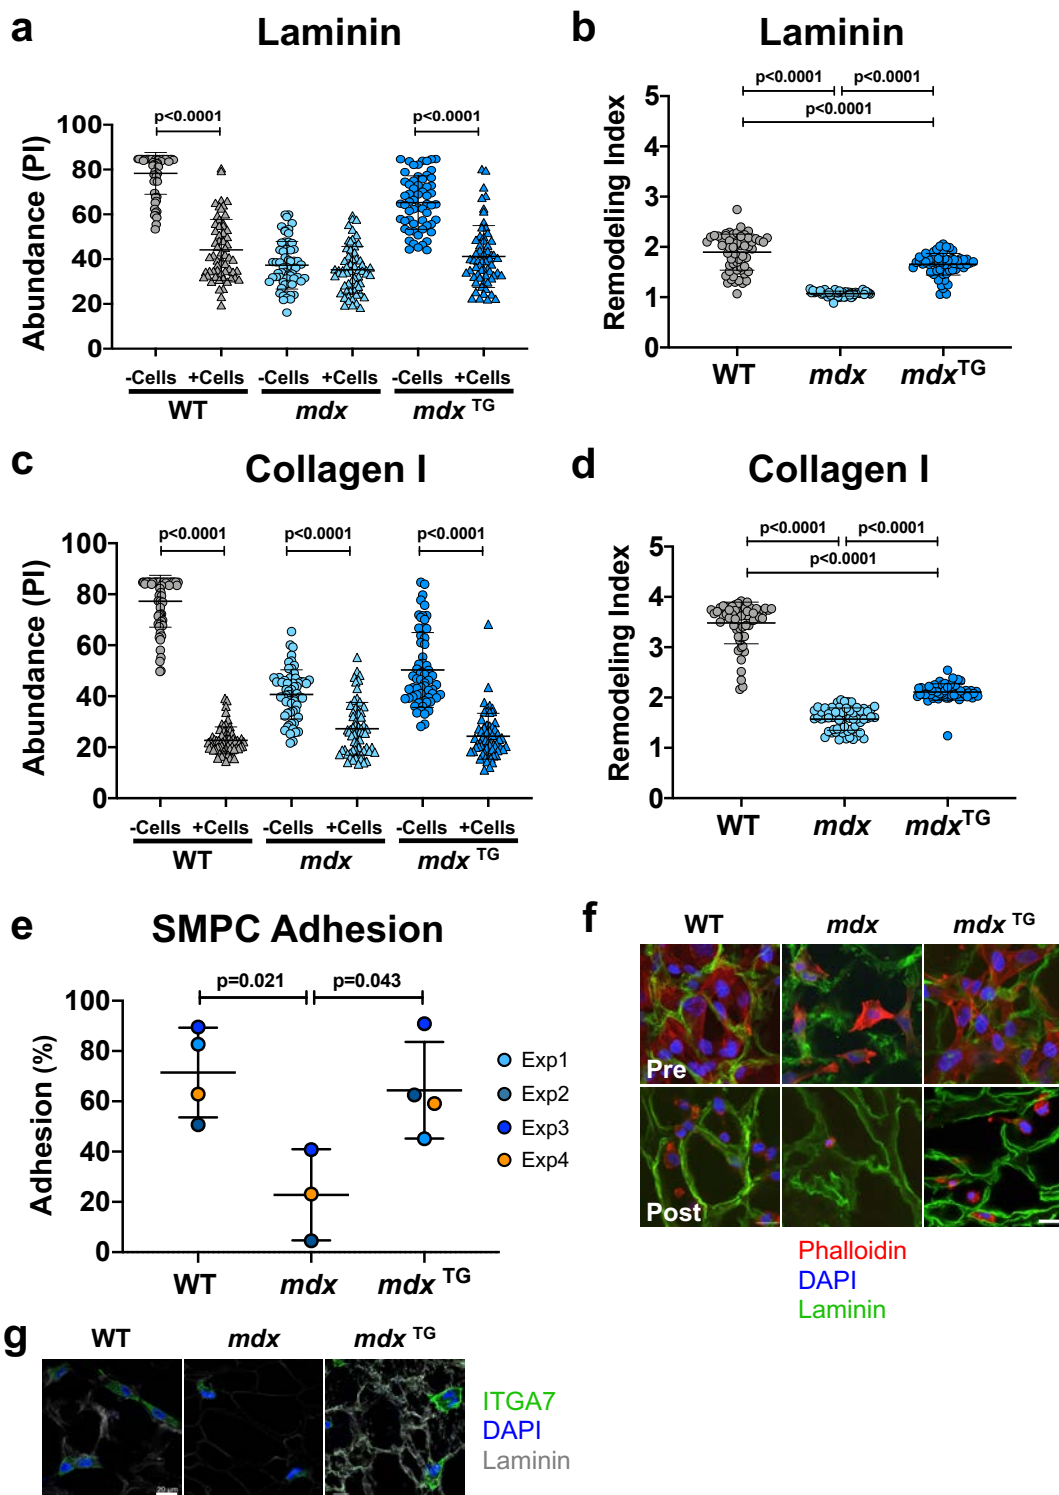 a
Laminin
Abundance (PI)
100
80
60
40
20
0
p<0.0001
p<0.0001
-Cells +Cells -Cells +Cells -Cells +Cells
WT mdx mdx TG
b
Laminin
Remodeling Index
5
4
3
2
1
0
p<0.0001 p<0.0001
p<0.0001
WT mdx mdxTG
c
Collagen I
Abundance (PI)
100
80
60
40
20
0
p<0.0001 p<0.0001 p<0.0001
-Cells +Cells -Cells +Cells -Cells +Cells
WT mdx mdx TG
d
Collagen I
Remodeling Index
5
4
3
2
1
0
p<0.0001 p<0.0001
p<0.0001
WT mdx mdxTG
e
SMPC Adhesion
Adhesion (%)
100
80
60
40
20
0
p=0.021 p=0.043
WT mdx mdx TG
Exp1
Exp2
Exp3
Exp4
f
WT mdx mdx TG
Pre
Post
Phalloidin
DAPI
Laminin
g
WT mdx mdx TG
20 µm
ITGA7
DAPI
Laminin